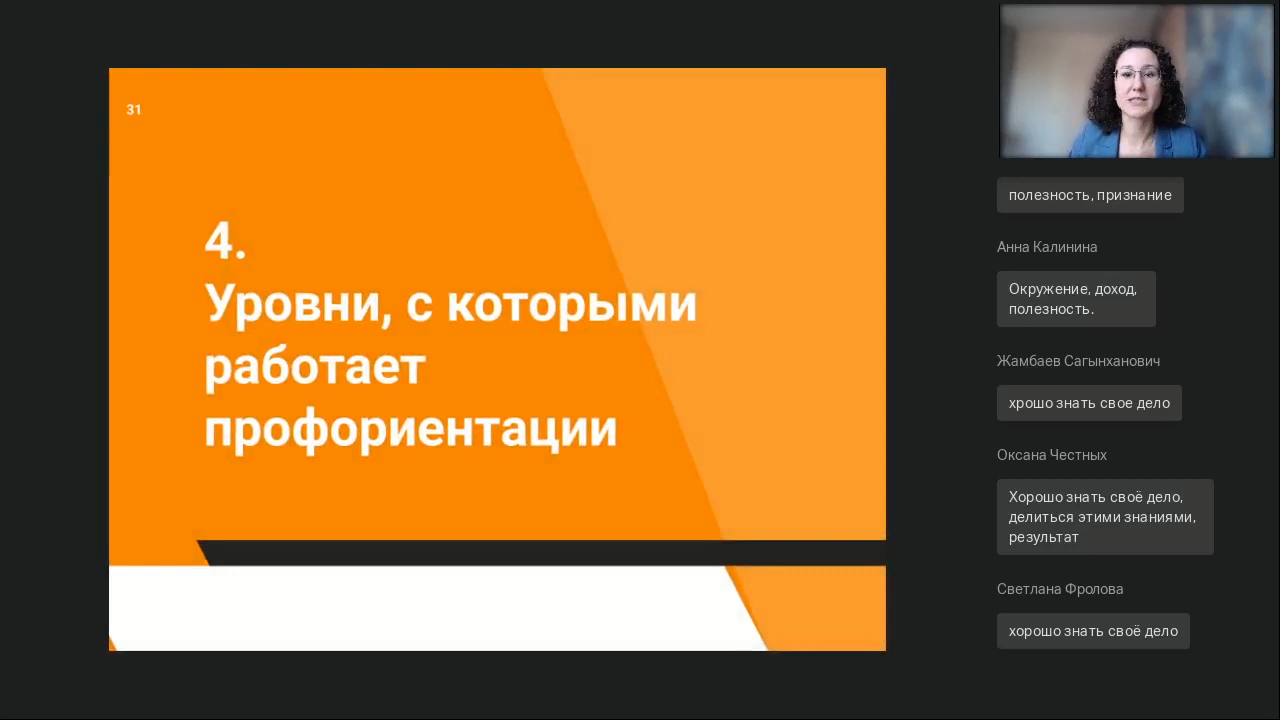 31
4.
Уровни, с которыми
работает
профориентации
полезность, признание
Анна Калинина
Окружение, доход,
полезность.
Жамбаев Сагынханович
хрошо знать свое дело
Оксана Честных
Хорошо знать своё дело,
делиться этими знаниями,
результат
Светлана Фролова
хорошо знать своё дело